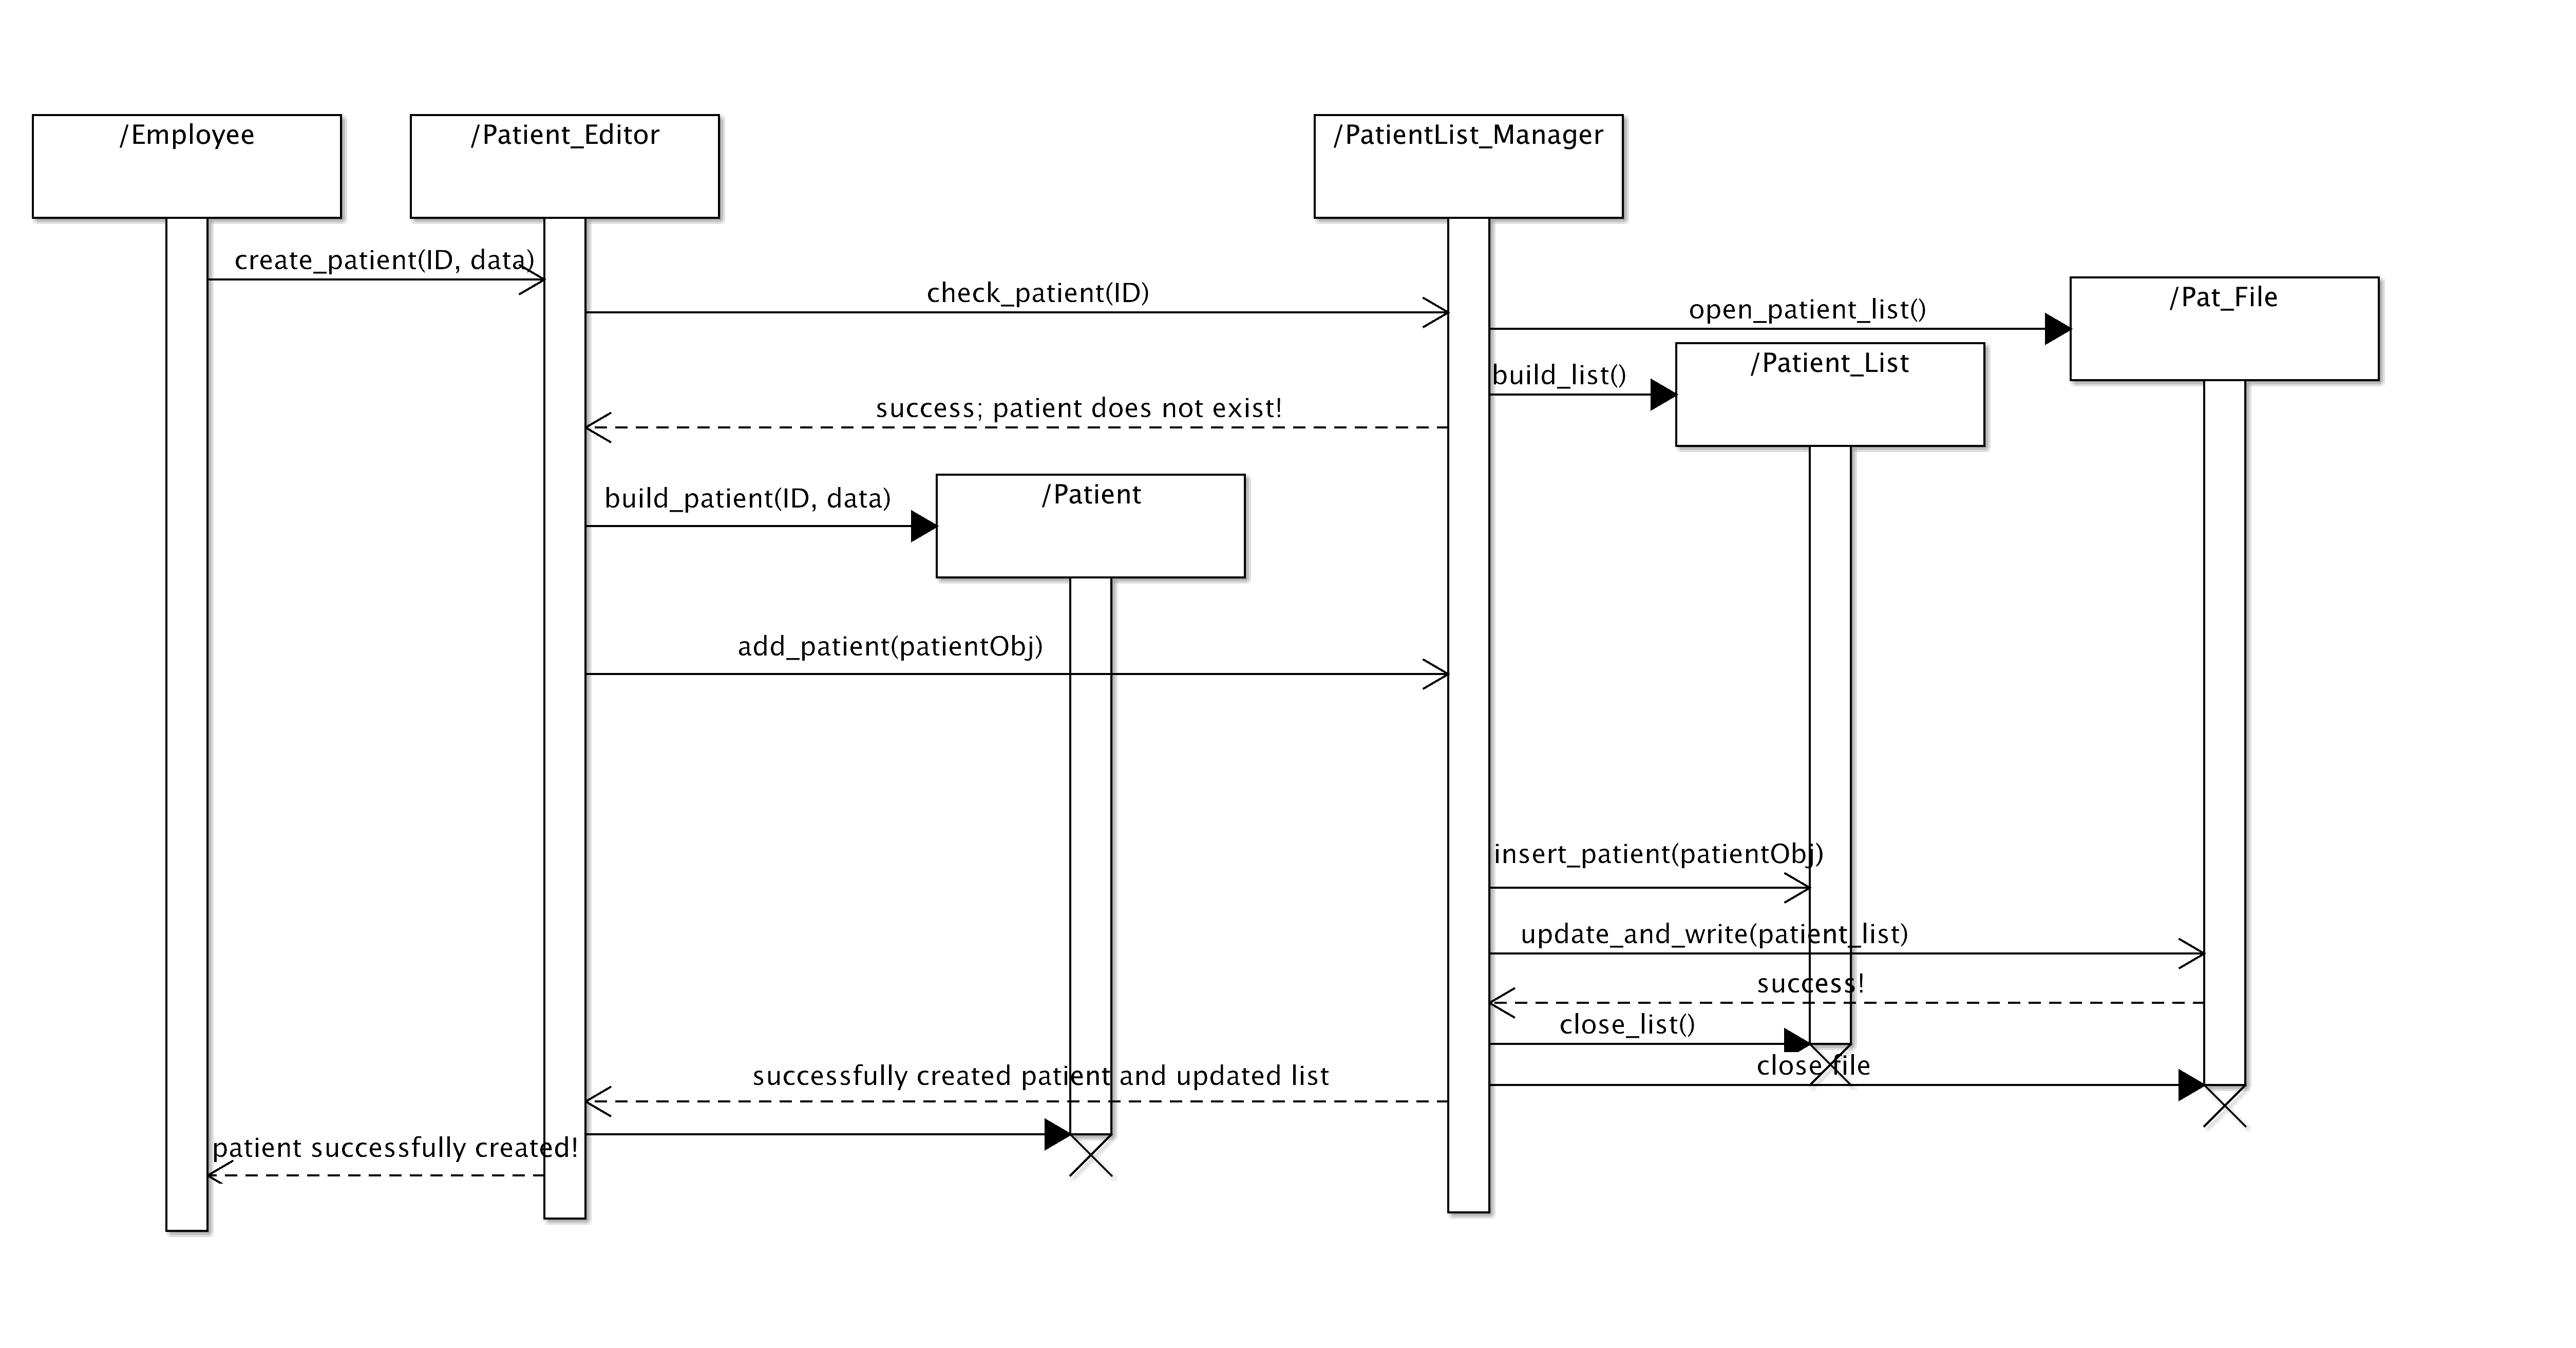 /Employee
/Patient_Editor
/PatientList_Manager
create_patient(ID, data)
check_patient(ID)
/Pat_File
open_patient_list()
/Patient_List
build_list()
success; patient does not exist!
/Patient
build_patient(ID, data)
add_patient(patientObj)
insert_patient(patientObj)
update_and_write(patient_list)
success!
close_list()
close file
successfully created patient and updated list
patient successfully created!